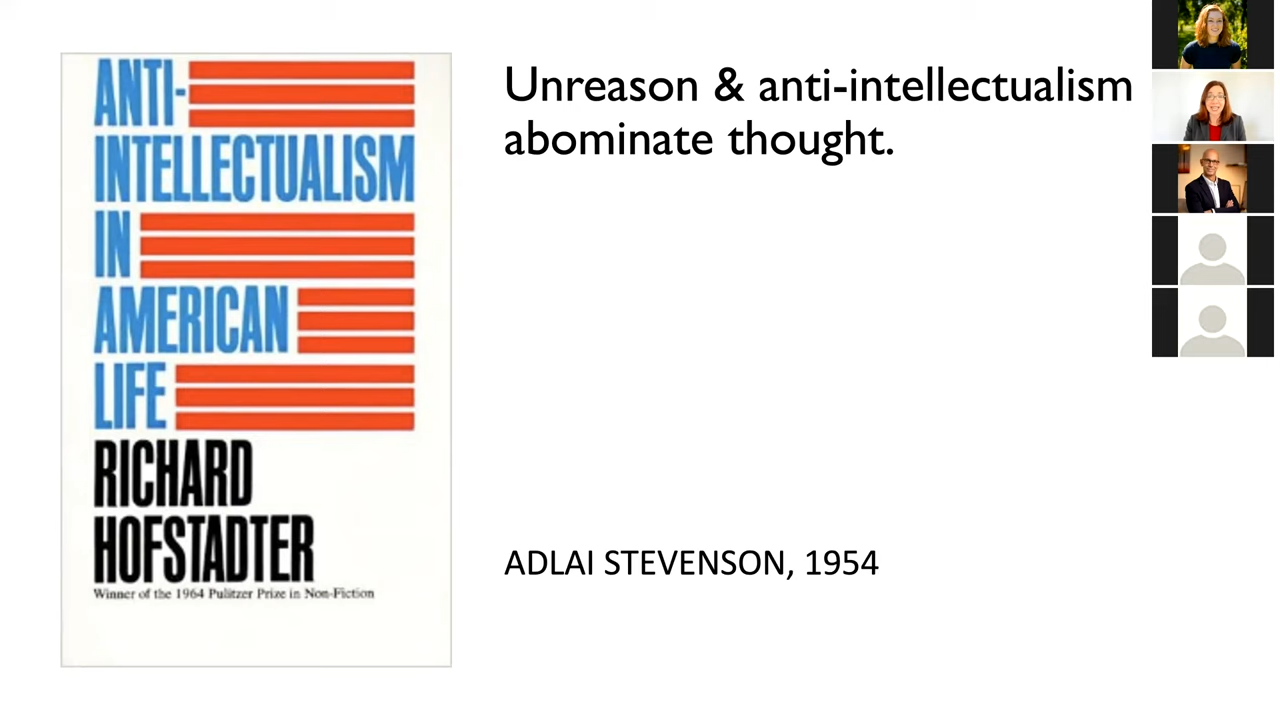 ANTI-
INTELLECTUALISM
IN
AMERICAN
LIFE
RICHARD
HOFSTADTER
Winner of the 1964 Pulitzer Prize in Non-Fiction
Unreason & anti-intellectualism
abominate thought.
ADLAI STEVENSON, 1954